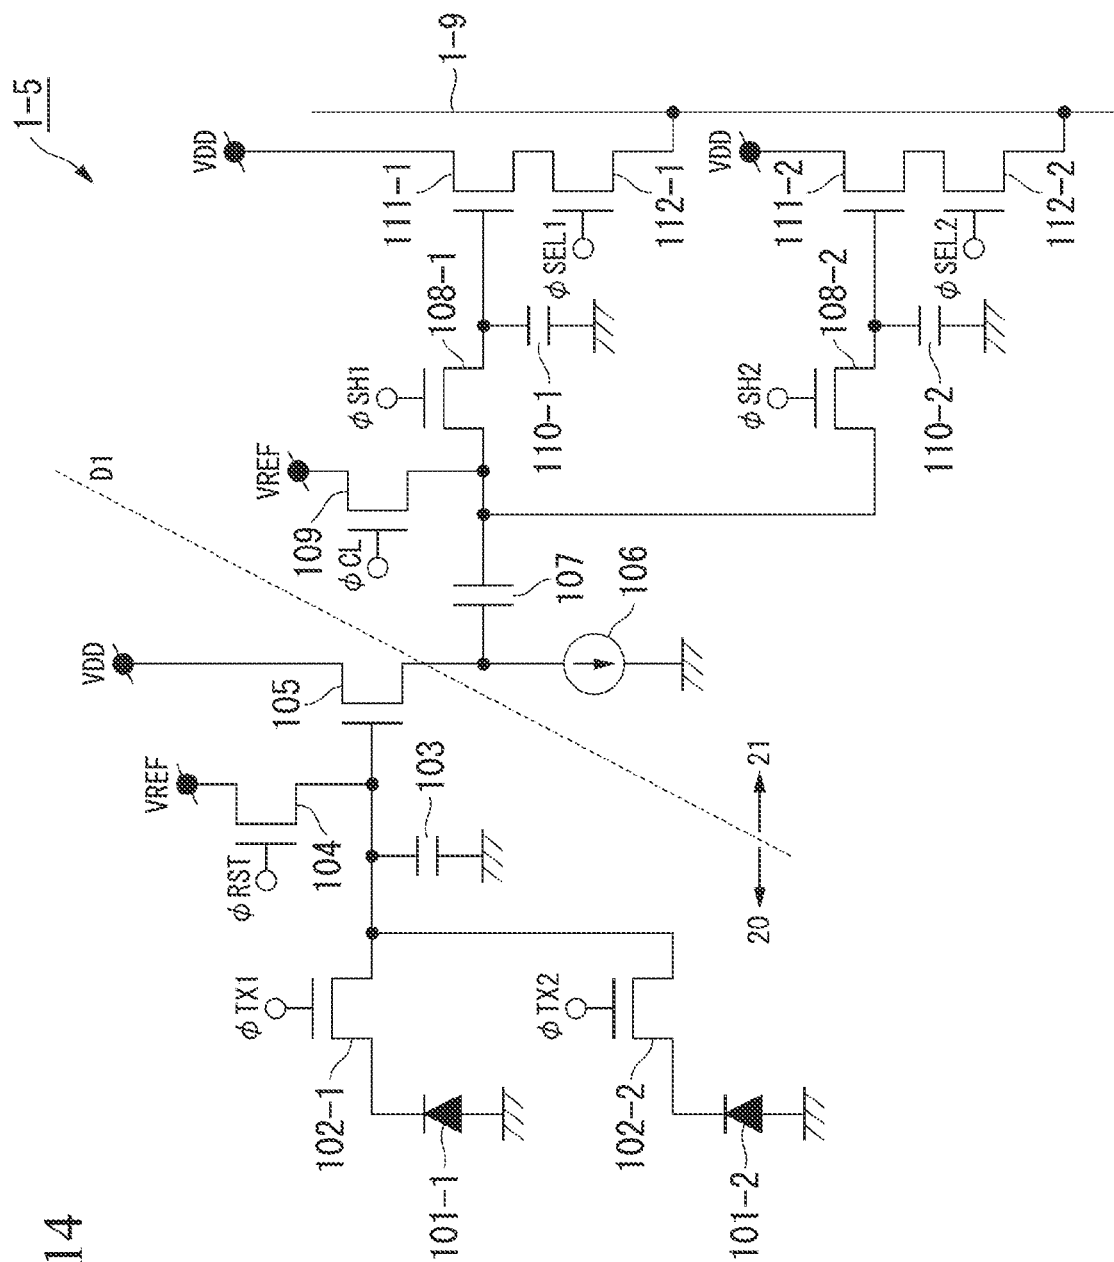 14
1-5
VDD
1-9
111-1
112-1
φSEL1
108-1
φSH1
110-1
VREF
109
φCL
D1
107
106
VDD
111-2
112-2
φSEL2
108-2
φSH2
110-2
VDD
105
VREF
104
φRST
103
φTX1
102-1
101-1
φTX2
102-2
101-2
20
21